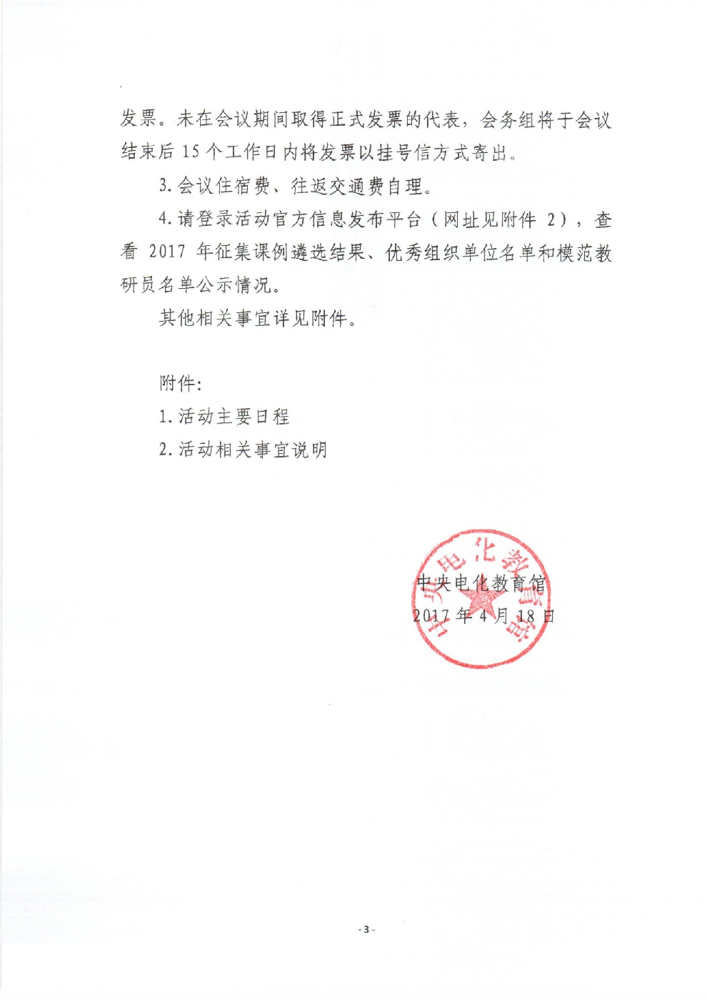 发票。未在会议期间取得正式发票的代表，会务组将于会议
结束后 15 个工作日内将发票以挂号信方式寄出。
3.会议住宿费、往返交通费自理。
4.请登录活动官方信息发布平台（网址见附件 2），查
看 2017 年征集课例遴选结果、优秀组织单位名单和模范教
研员名单公示情况。
其他相关事宜详见附件。
附件:
1.活动主要日程
2.活动相关事宜说明
中央电化教育馆
中央电化教育馆
2017 年 4 月 18 日
- 3 -